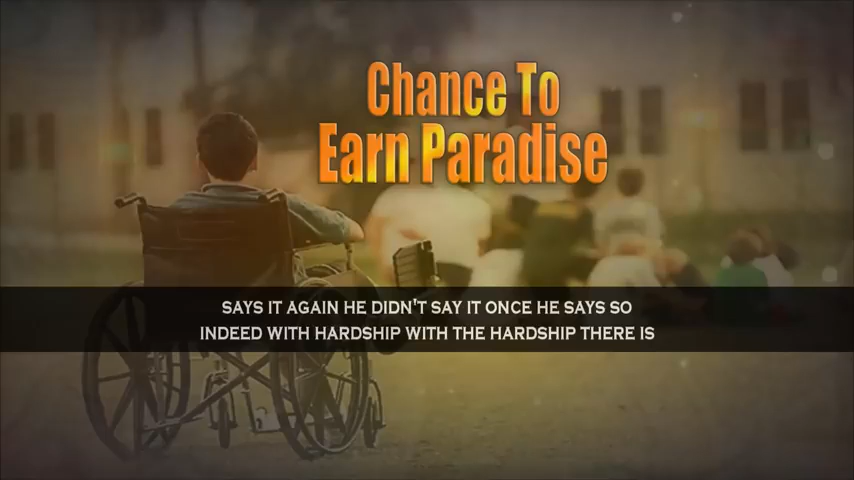 Chance To
Earn Paradise
SAYS IT AGAIN HE DIDN'T SAY IT ONCE HE SAYS SO
INDEED WITH HARDSHIP WITH THE HARDSHIP THERE IS